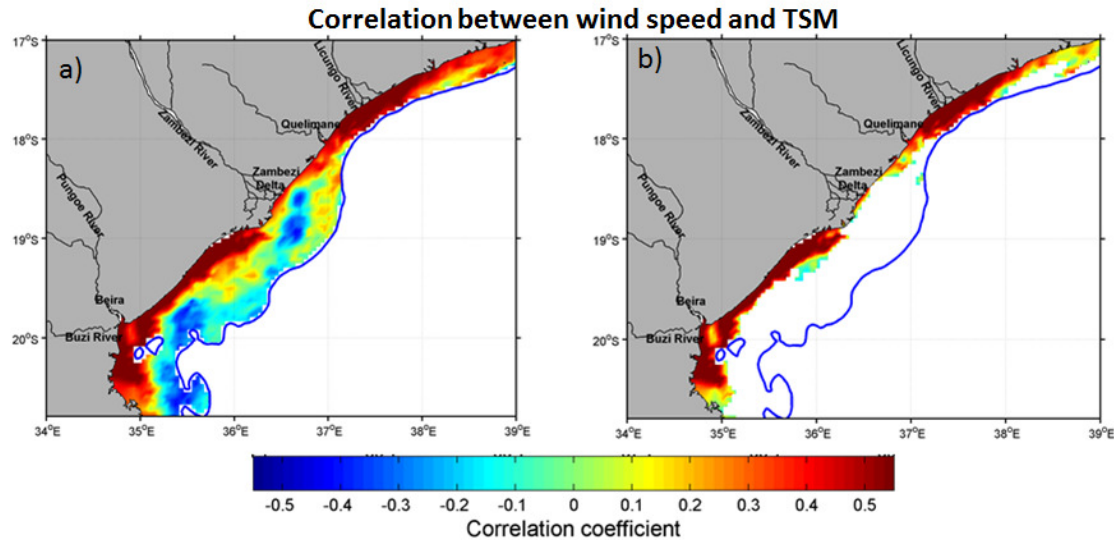 Correlation between wind speed and TSM
a)
17°S
18°S
19°S
20°S
34°E
35°E
36°E
37°E
38°E
39°E
Licungo River
Quelimane
Zambezi River
Zambezi
Delta
Pungoe River
Beira
Buzi River
b)
17°S
18°S
19°S
20°S
34°E
35°E
36°E
37°E
38°E
39°E
Licungo River
Quelimane
Zambezi River
Zambezi
Delta
Pungoe River
Beira
Buzi River
-0.5 -0.4 -0.3 -0.2 -0.1 0 0.1 0.2 0.3 0.4 0.5
Correlation coefficient